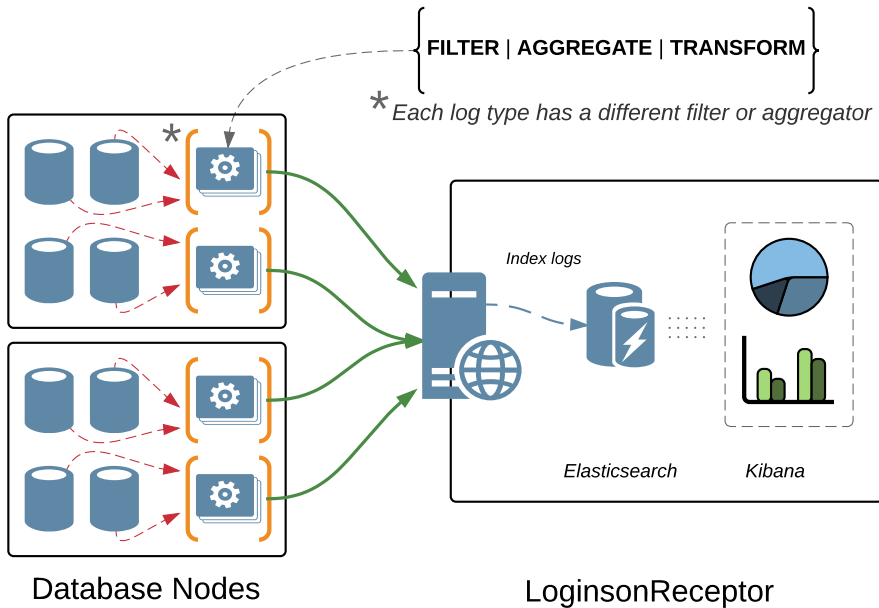 FILTER | AGGREGATE | TRANSFORM
* Each log type has a different filter or aggregator
*
Index logs
Elasticsearch
Kibana
Database Nodes
LoginsonReceptor